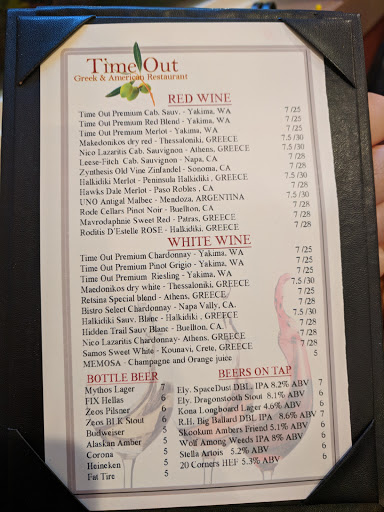 Time Out
Greek & American Restaurant
RED WINE
Time Out Premium Cab. Sauv. - Yakima, WA 7 /25
Time Out Premium Red Blend - Yakima, WA 7 /25
Time Out Premium Merlot - Yakima, WA 7 /25
Makedonikos dry red - Thessaloniki, GREECE 7.5 /30
Nico Lazaritis Cab. Sauvignon - Athens, GREECE 7 /28
Leese-Fitch Cab. Sauvignon - Napa, CA 7 /28
Zynthesis Old Vine Zinfandel - Sonoma, CA 7 /28
Halkidiki Merlot - Peninsula Halkidiki, GREECE 7.5 /30
Hawks Dale Merlot - Paso Robles, CA 7 /28
UNO Antigal Malbec - Mendoza, ARGENTINA 7.5 /30
Rode Cellars Pinot Noir - Buellton, CA 7 /28
Mavrodaphnie Sweet Red - Patras, GREECE 7 /28
Roditis D'Estelle ROSE - Halkidiki, GREECE 7 /28
WHITE WINE
Time Out Premium Chardonnay - Yakima, WA 7 /25
Time Out Premium Pinot Grigio - Yakima, WA 7 /25
Time Out Premium Riesling - Yakima, WA 7 /25
Maedonikos dry white - Thessaloniki, GREECE 7.5 /30
Retsina Special blend - Athens, GREECE 7 /25
Bistro Select Chardonnay - Napa Vally, CA 7 /28
Halkidiki Sauv. Blanc - Halkidiki, GREECE 7.5 /30
Hidden Trail Sauv Blanc - Buellton, CA 7 /28
Nico Lazaritis Chardonnay- Athens, GREECE 7 /28
Samos Sweet White - Kounavi, Crete, GREECE 7 /28
MEMOSA - Champagne and Orange juice 5
BOTTLE BEER
Mythos Lager 7
FIX Hellas 6
Zeos Pilsner 6
Zeos BLK Stout 6
Budweiser 5
Alaskan Amber 5
Corona 5
Heineken 5
Fat Tire 5
BEERS ON TAP
Ely. SpaceDust DBL. IPA 8.2% ABV 7
Ely. Dragonstooth Stout 8.1% ABV 6
Kona Longboard Lager 4.6% ABV 6
R.H. Big Ballard DBL IPA 8.6% ABV 7
Skookum Ambers Friend 5.1% ABV 6
Wolf Among Weeds IPA 8% ABV 6
Stella Artois 5.2% ABV 6
20 Corners HEF 5.3% ABV 6